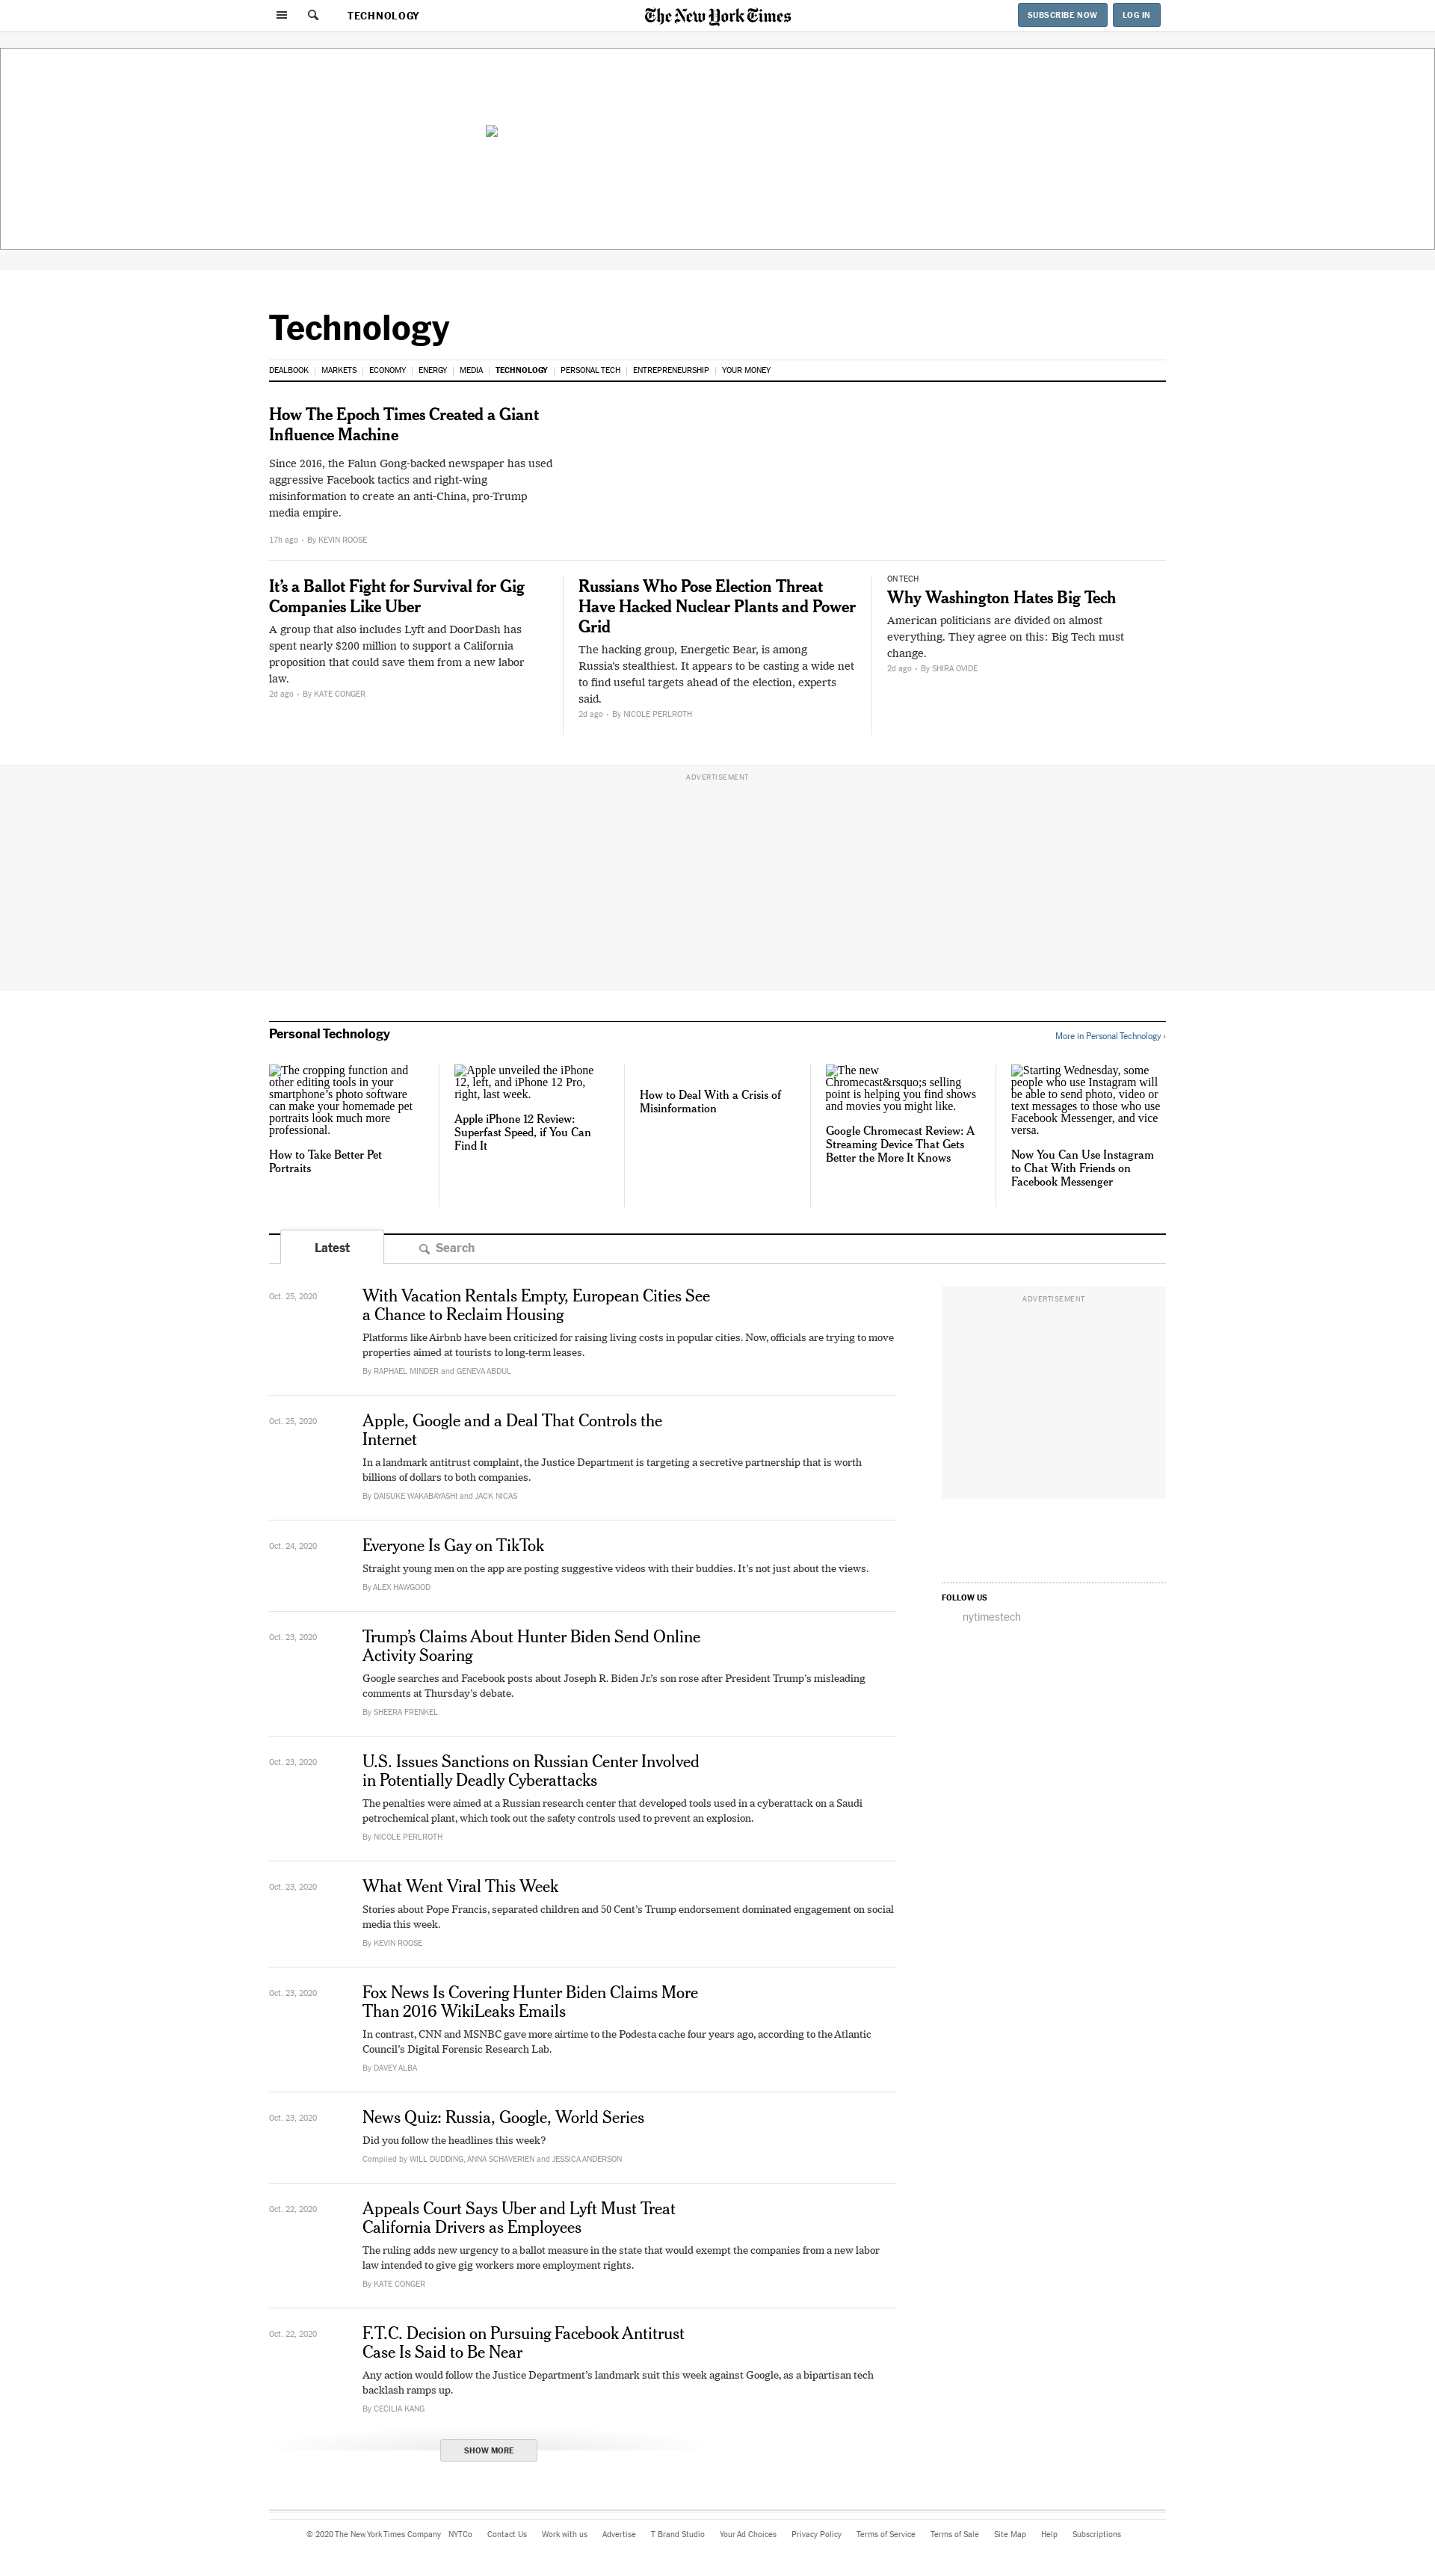 TECHNOLOGY
The New York Times
SUBSCRIBE NOW
LOG IN
Technology
DEALBOOK | MARKETS | ECONOMY | ENERGY | MEDIA | TECHNOLOGY | PERSONAL TECH | ENTREPRENEURSHIP | YOUR MONEY
How The Epoch Times Created a Giant
Influence Machine
Since 2016, the Falun Gong-backed newspaper has used
aggressive Facebook tactics and right-wing
misinformation to create an anti-China, pro-Trump
media empire.
17h ago • By KEVIN ROOSE
It’s a Ballot Fight for Survival for Gig
Companies Like Uber
A group that also includes Lyft and DoorDash has
spent nearly $200 million to support a California
proposition that could save them from a new labor
law.
2d ago • By KATE CONGER
Russians Who Pose Election Threat
Have Hacked Nuclear Plants and Power
Grid
The hacking group, Energetic Bear, is among
Russia’s stealthiest. It appears to be casting a wide net
to find useful targets ahead of the election, experts
said.
2d ago • By NICOLE PERLROTH
ON TECH
Why Washington Hates Big Tech
American politicians are divided on almost
everything. They agree on this: Big Tech must
change.
2d ago • By SHIRA OVIDE
ADVERTISEMENT
Personal Technology
More in Personal Technology ›
The cropping function and
other editing tools in your
smartphone’s photo software
can make your homemade pet
portraits look much more
professional.
How to Take Better Pet
Portraits
Apple unveiled the iPhone
12, left, and iPhone 12 Pro,
right, last week.
Apple iPhone 12 Review:
Superfast Speed, if You Can
Find It
How to Deal With a Crisis of
Misinformation
The new
Chromecast&rsquo;s selling
point is helping you find shows
and movies you might like.
Google Chromecast Review: A
Streaming Device That Gets
Better the More It Knows
Starting Wednesday, some
people who use Instagram will
be able to send photo, video or
text messages to those who use
Facebook Messenger, and vice
versa.
Now You Can Use Instagram
to Chat With Friends on
Facebook Messenger
Latest
Search
Oct. 25, 2020
With Vacation Rentals Empty, European Cities See
a Chance to Reclaim Housing
Platforms like Airbnb have been criticized for raising living costs in popular cities. Now, officials are trying to move
properties aimed at tourists to long-term leases.
By RAPHAEL MINDER and GENEVA ABDUL
ADVERTISEMENT
Oct. 25, 2020
Apple, Google and a Deal That Controls the
Internet
In a landmark antitrust complaint, the Justice Department is targeting a secretive partnership that is worth
billions of dollars to both companies.
By DAISUKE WAKABAYASHI and JACK NICAS
Oct. 24, 2020
Everyone Is Gay on TikTok
Straight young men on the app are posting suggestive videos with their buddies. It’s not just about the views.
By ALEX HAWGOOD
FOLLOW US
nytimestech
Oct. 23, 2020
Trump’s Claims About Hunter Biden Send Online
Activity Soaring
Google searches and Facebook posts about Joseph R. Biden Jr.’s son rose after President Trump’s misleading
comments at Thursday’s debate.
By SHEERA FRENKEL
Oct. 23, 2020
U.S. Issues Sanctions on Russian Center Involved
in Potentially Deadly Cyberattacks
The penalties were aimed at a Russian research center that developed tools used in a cyberattack on a Saudi
petrochemical plant, which took out the safety controls used to prevent an explosion.
By NICOLE PERLROTH
Oct. 23, 2020
What Went Viral This Week
Stories about Pope Francis, separated children and 50 Cent’s Trump endorsement dominated engagement on social
media this week.
By KEVIN ROOSE
Oct. 23, 2020
Fox News Is Covering Hunter Biden Claims More
Than 2016 WikiLeaks Emails
In contrast, CNN and MSNBC gave more airtime to the Podesta cache four years ago, according to the Atlantic
Council’s Digital Forensic Research Lab.
By DAVEY ALBA
Oct. 23, 2020
News Quiz: Russia, Google, World Series
Did you follow the headlines this week?
Compiled by WILL DUDDING, ANNA SCHAVERIEN and JESSICA ANDERSON
Oct. 22, 2020
Appeals Court Says Uber and Lyft Must Treat
California Drivers as Employees
The ruling adds new urgency to a ballot measure in the state that would exempt the companies from a new labor
law intended to give gig workers more employment rights.
By KATE CONGER
Oct. 22, 2020
F.T.C. Decision on Pursuing Facebook Antitrust
Case Is Said to Be Near
Any action would follow the Justice Department’s landmark suit this week against Google, as a bipartisan tech
backlash ramps up.
By CECILIA KANG
SHOW MORE
© 2020 The New York Times Company NYTCo Contact Us Work with us Advertise T Brand Studio Your Ad Choices Privacy Policy Terms of Service Terms of Sale Site Map Help Subscriptions